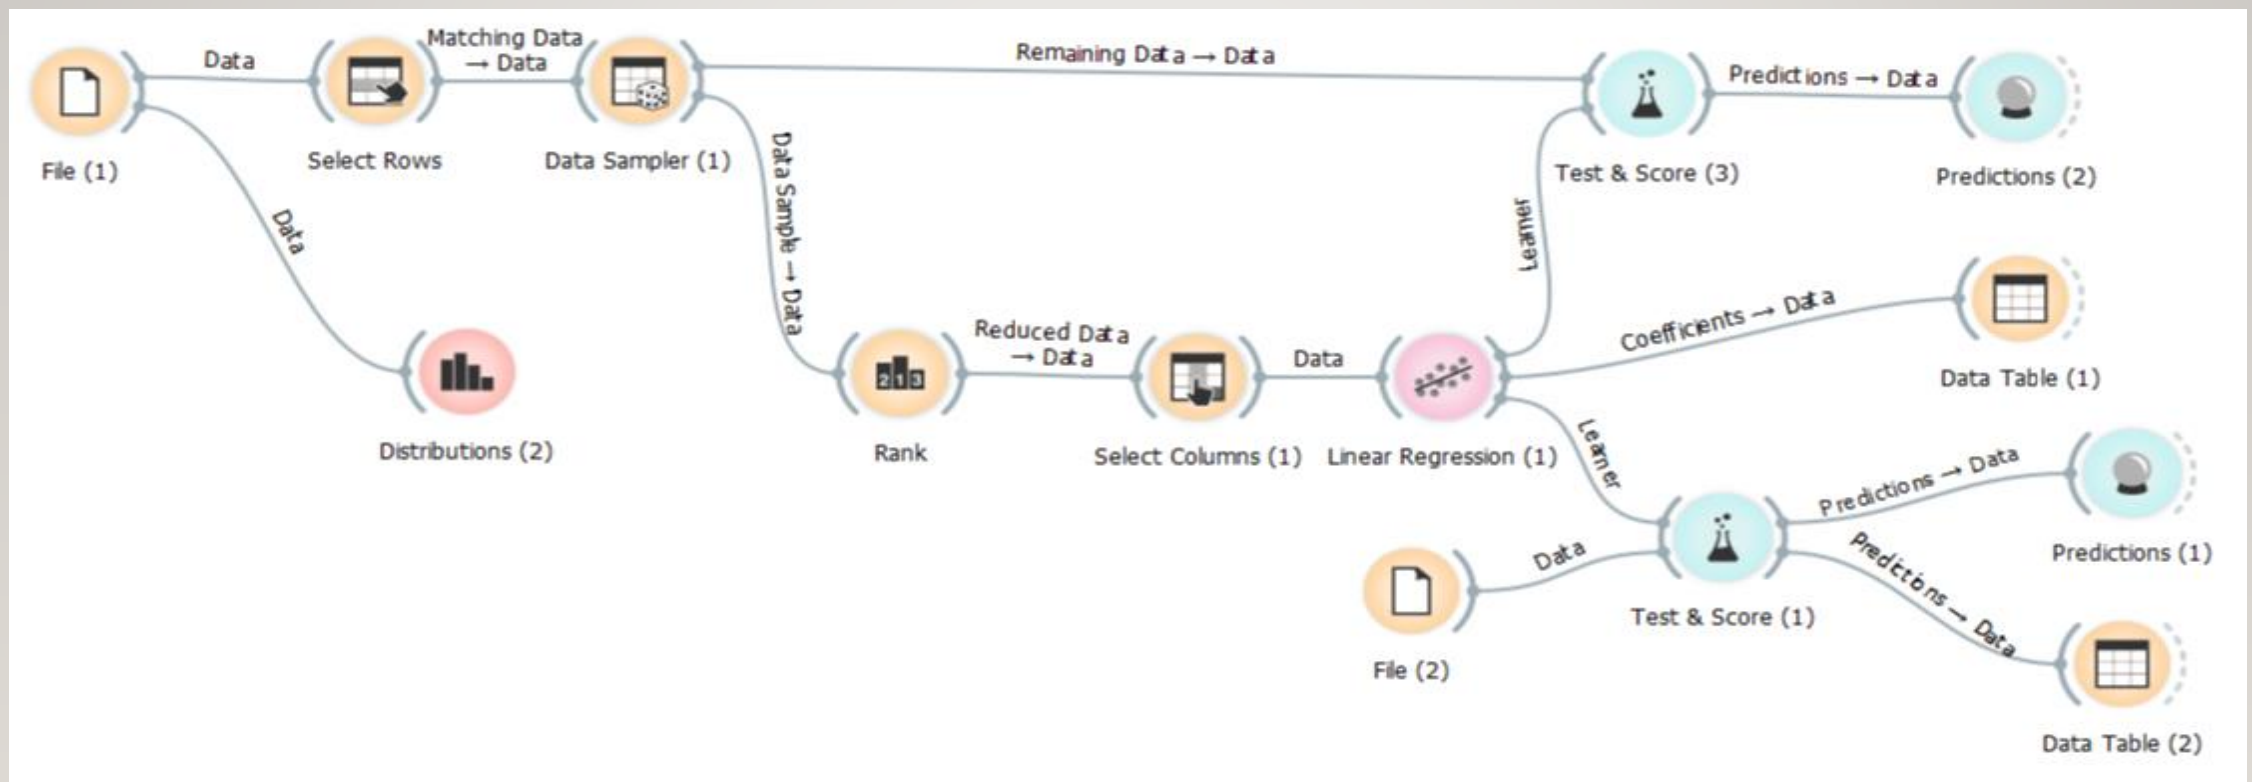 Data
Matching Data
→ Data
Remaining Data → Data
Predictions → Data
File (1)
Select Rows
Data Sampler (1)
Test & Score (3)
Predictions (2)
Data
Data Sample → Data
Learner
Reduced Data
→ Data
Data
Coefficients → Data
Data Table (1)
Distributions (2)
Rank
Select Columns (1)
Linear Regression (1)
Learner
Predictions → Data
Data
Predictions → Data
Predictions (1)
Test & Score (1)
File (2)
Data Table (2)
2 1 3